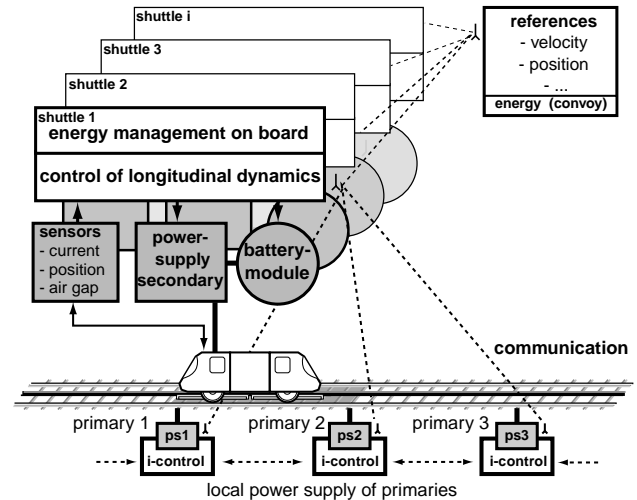 shuttle i
shuttle 3
shuttle 2
shuttle 1
energy management on board
control of longitudinal dynamics
references
- velocity
- position
- ...
energy (convoy)
sensors
- current
- position
- air gap
power-
supply
secondary
battery-
module
communication
primary 1
primary 2
primary 3
ps1
ps2
ps3
i-control
i-control
i-control
local power supply of primaries